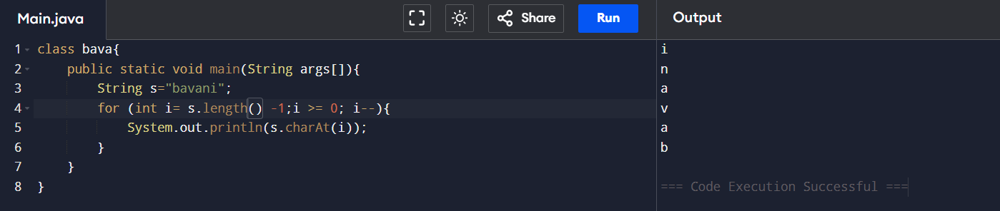 Main.java
Share
Run
Output
1 class bava{
2     public static void main(String args[]){
3         String s="bavani";
4         for (int i= s.length() -1;i >= 0; i--){
5             System.out.println(s.charAt(i));
6         }
7     }
8 }
i
n
a
v
a
b
=== Code Execution Successful ===